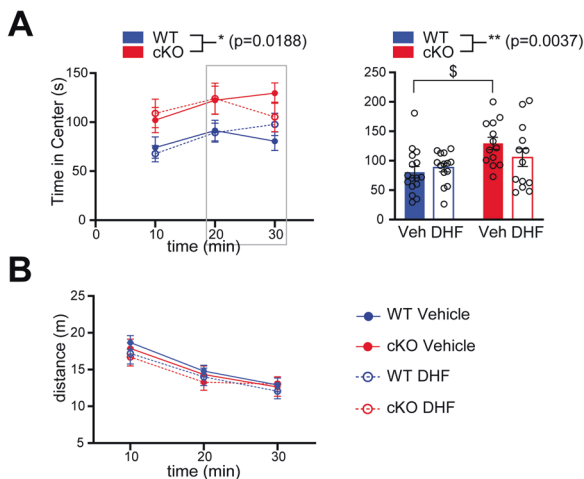 A
WT
cKO
* (p=0.0188)
WT
cKO
** (p=0.0037)
Time in Center (s)
150
100
50
0
0
10
20
30
time (min)
250
200
150
100
50
0
$
Veh DHF
Veh DHF
B
distance (m)
25
20
15
10
5
10
20
30
time (min)
WT Vehicle
cKO Vehicle
WT DHF
cKO DHF